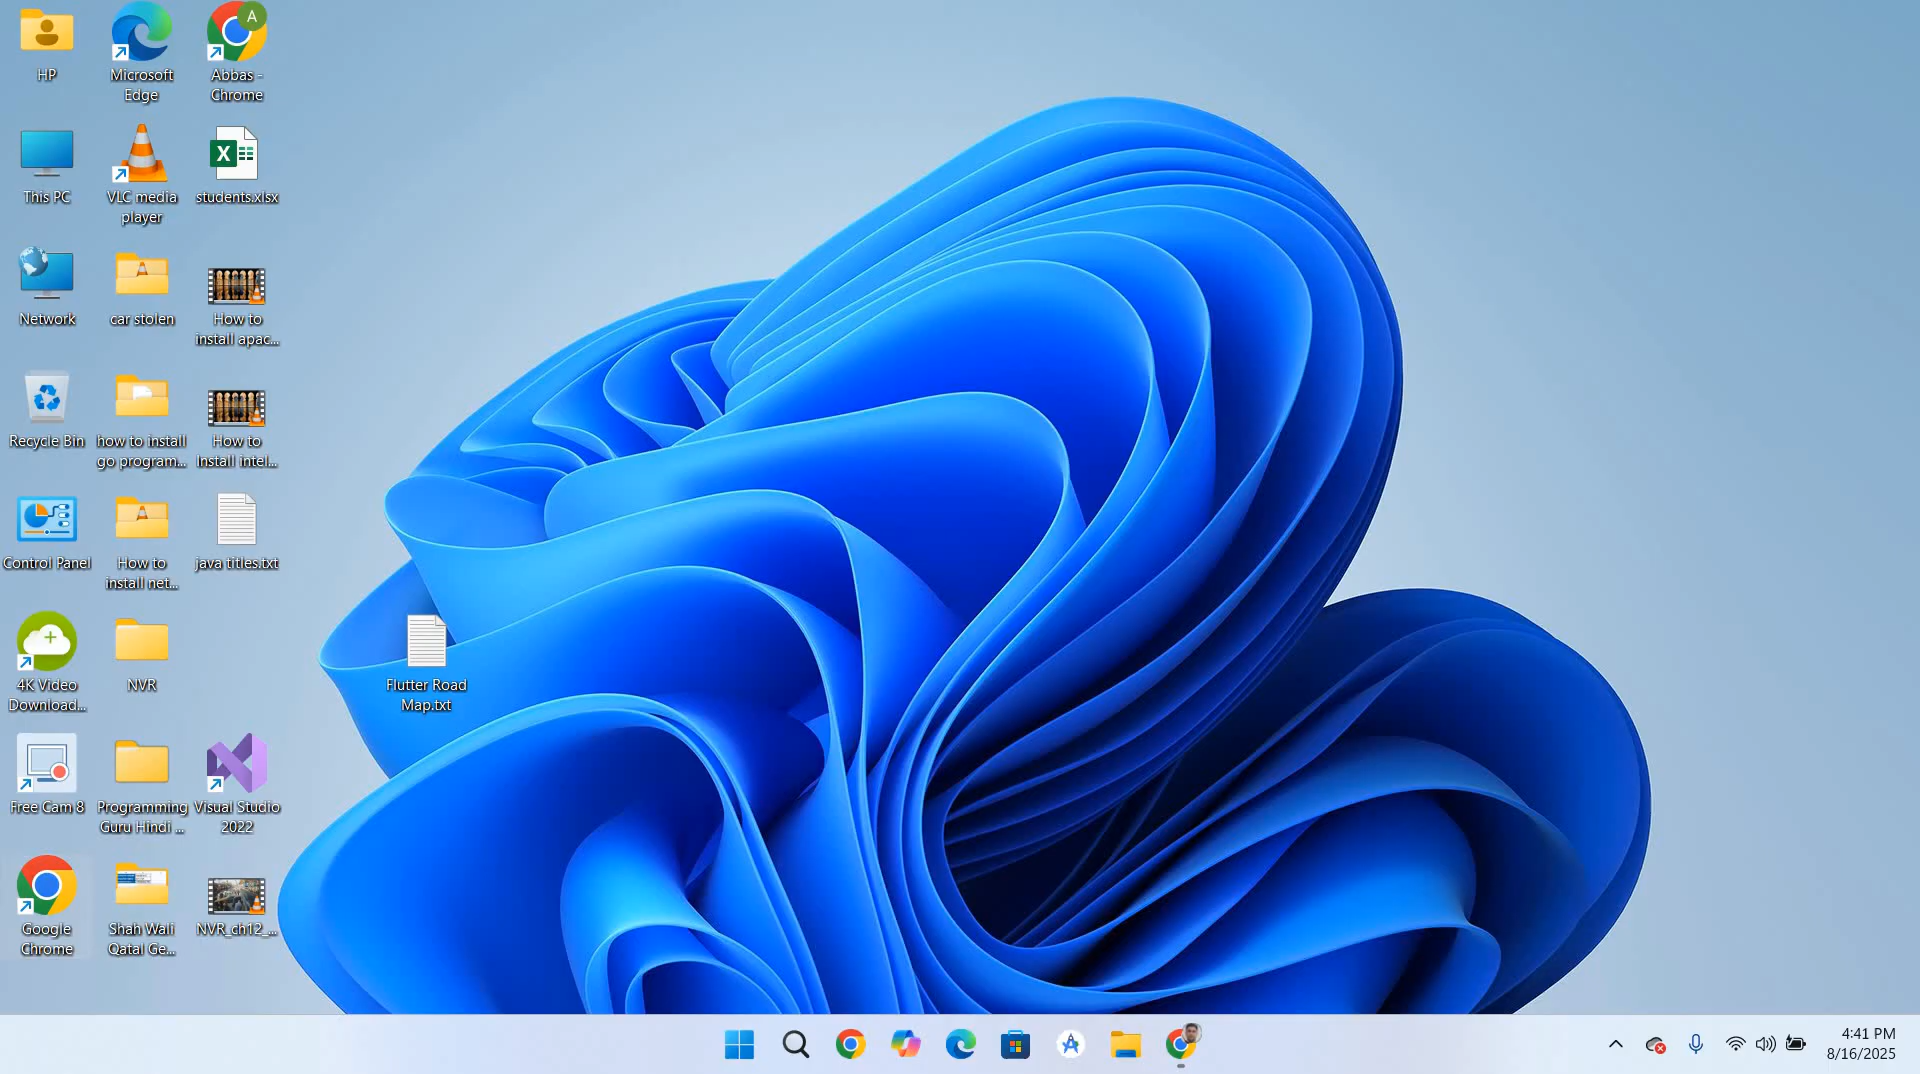 HP
Microsoft
Edge
Abbas -
Chrome
A
This PC
VLC media
player
students.xlsx
Network
car stolen
How to
install apac...
Recycle Bin
how to install
go program...
How to
Install intel...
Control Panel
How to
install net...
java titles.txt
4K Video
Download...
NVR
Flutter Road
Map.txt
Free Cam 8
Programming
Guru Hindi ...
Visual Studio
2022
Google
Chrome
Shah Wali
Qatal Ge...
NVR_ch12_...
4:41 PM
8/16/2025